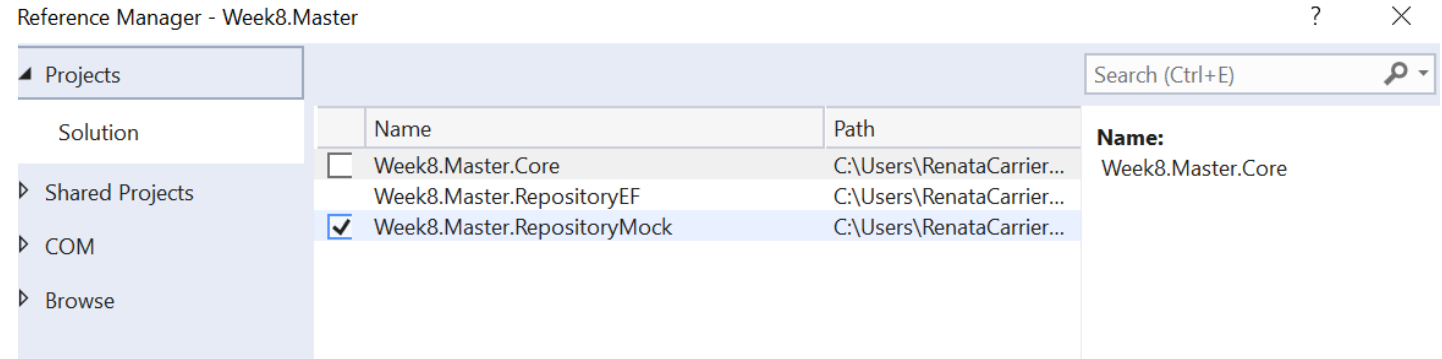 Reference Manager - Week8.Master ? ×
Projects
Search (Ctrl+E)
Solution
Shared Projects
COM
Browse
Name Path
Week8.Master.Core C:\Users\RenataCarrier...
Week8.Master.RepositoryEF C:\Users\RenataCarrier...
Week8.Master.RepositoryMock C:\Users\RenataCarrier...
Name:
Week8.Master.Core